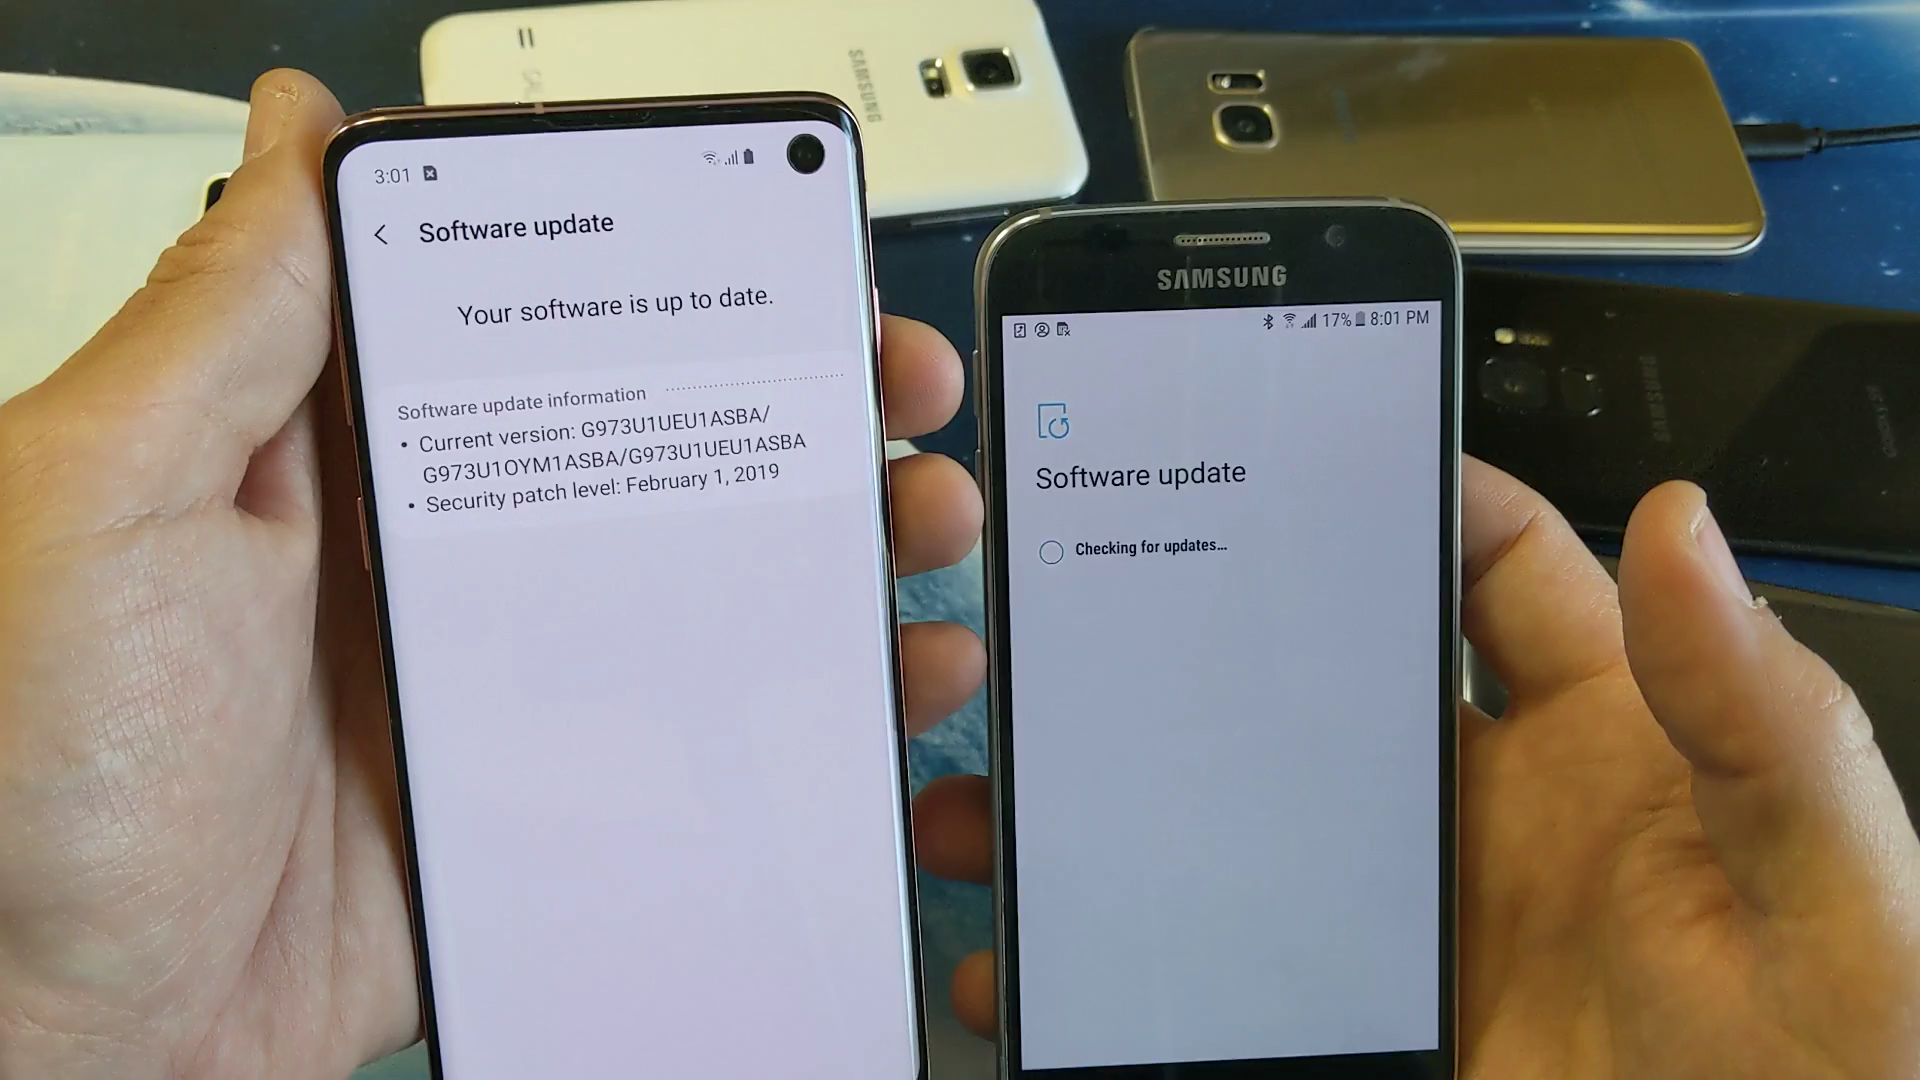 SAMSUNG
3:01
Software update
Your software is up to date.
Software update information
• Current version: G973U1UEU1ASBA/
G973U1OYM1ASBA/G973U1UEU1ASBA
• Security patch level: February 1, 2019
SAMSUNG
17% 8:01 PM
Software update
Checking for updates...
SAMSUNG